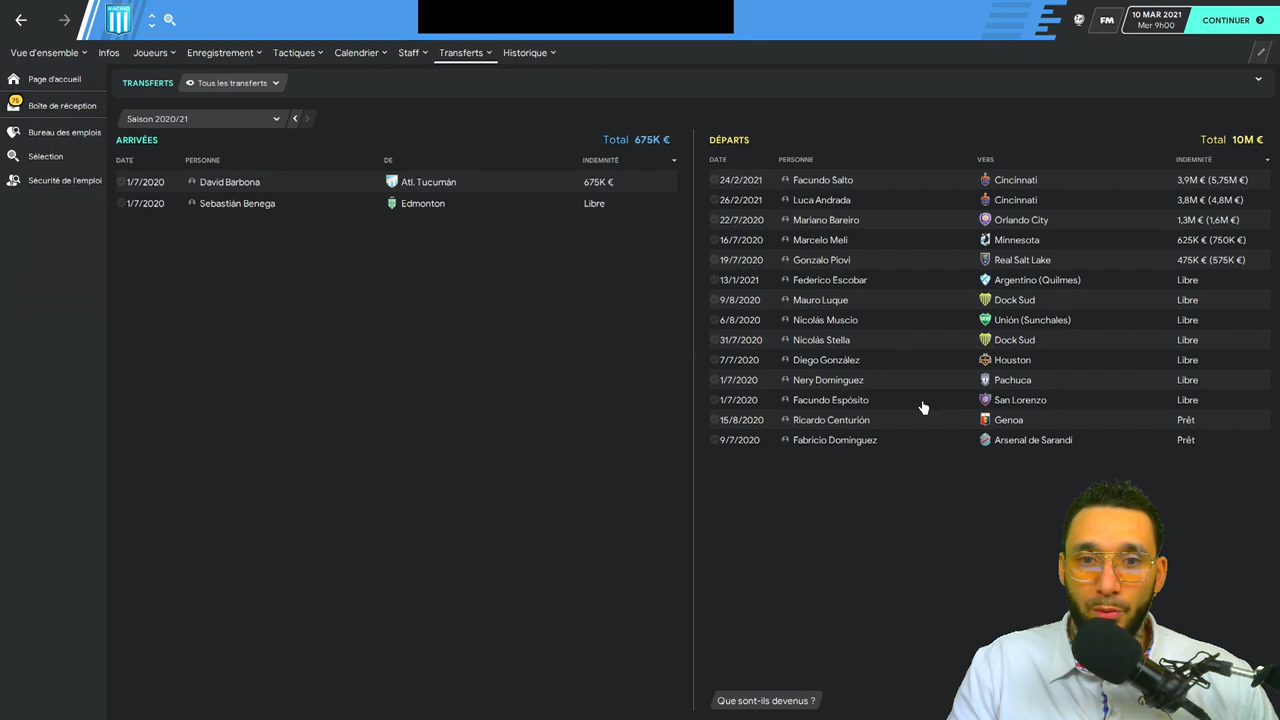 RACING
FM
10 MAR 2021
Mer 9h00
CONTINUER
Vue d'ensemble Infos Joueurs Enregistrement Tactiques Calendrier Staff Transferts Historique
Page d'accueil
75
Boîte de réception
Bureau des emplois
Sélection
Sécurité de l'emploi
TRANSFERTS Tous les transferts
Saison 2020/21
ARRIVÉES Total 675K €
DATE PERSONNE DE INDEMNITÉ
1/7/2020 David Barbona Atl. Tucumán 675K €
1/7/2020 Sebastián Benega Edmonton Libre
DÉPARTS Total 10M €
DATE PERSONNE VERS INDEMNITÉ
24/2/2021 Facundo Salto Cincinnati 3,9M € (5,75M €)
26/2/2021 Luca Andrada Cincinnati 3,8M € (4,8M €)
22/7/2020 Mariano Bareiro Orlando City 1,3M € (1,6M €)
16/7/2020 Marcelo Meli Minnesota 625K € (750K €)
19/7/2020 Gonzalo Piovi Real Salt Lake 475K € (575K €)
13/1/2021 Federico Escobar Argentino (Quilmes) Libre
9/8/2020 Mauro Luque Dock Sud Libre
6/8/2020 Nicolás Muscio Unión (Sunchales) Libre
31/7/2020 Nicolás Stella Dock Sud Libre
7/7/2020 Diego González Houston Libre
1/7/2020 Nery Domínguez Pachuca Libre
1/7/2020 Facundo Espósito San Lorenzo Libre
15/8/2020 Ricardo Centurión Genoa Prêt
9/7/2020 Fabricio Domínguez Arsenal de Sarandí Prêt
Que sont-ils devenus ?